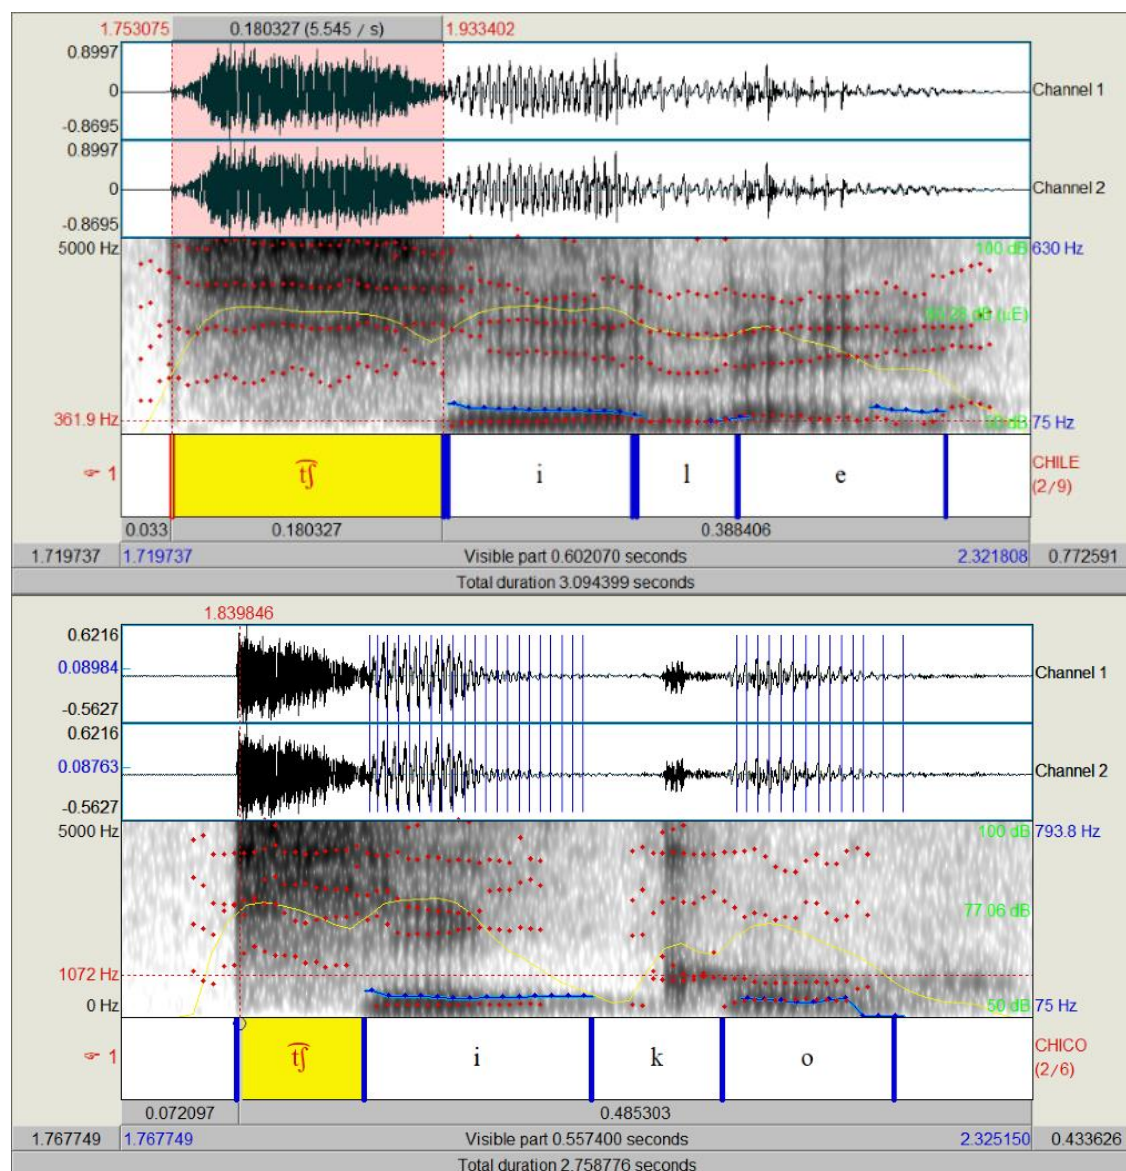 1.753075 0.180327 (5.545 / s) 1.933402
0.8997
0
-0.8695
Channel 1
0.8997
0
-0.8695
Channel 2
5000 Hz 100 dB 630 Hz
361.9 Hz 75 Hz
☞ 1 t͡ʃ i l e CHILE
(2/9)
0.033 0.180327 0.388406
1.719737 1.719737 Visible part 0.602070 seconds 2.321808 0.772591
Total duration 3.094399 seconds
1.839846
0.6216
0.08984
-0.5627
Channel 1
0.6216
0.08763
-0.5627
Channel 2
5000 Hz 100 dB 793.8 Hz
77.06 dB
1072 Hz
0 Hz 50 dB 75 Hz
☞ 1 t͡ʃ i k o CHICO
(2/6)
0.072097 0.485303
1.767749 1.767749 Visible part 0.557400 seconds 2.325150 0.433626
Total duration 2.758776 seconds